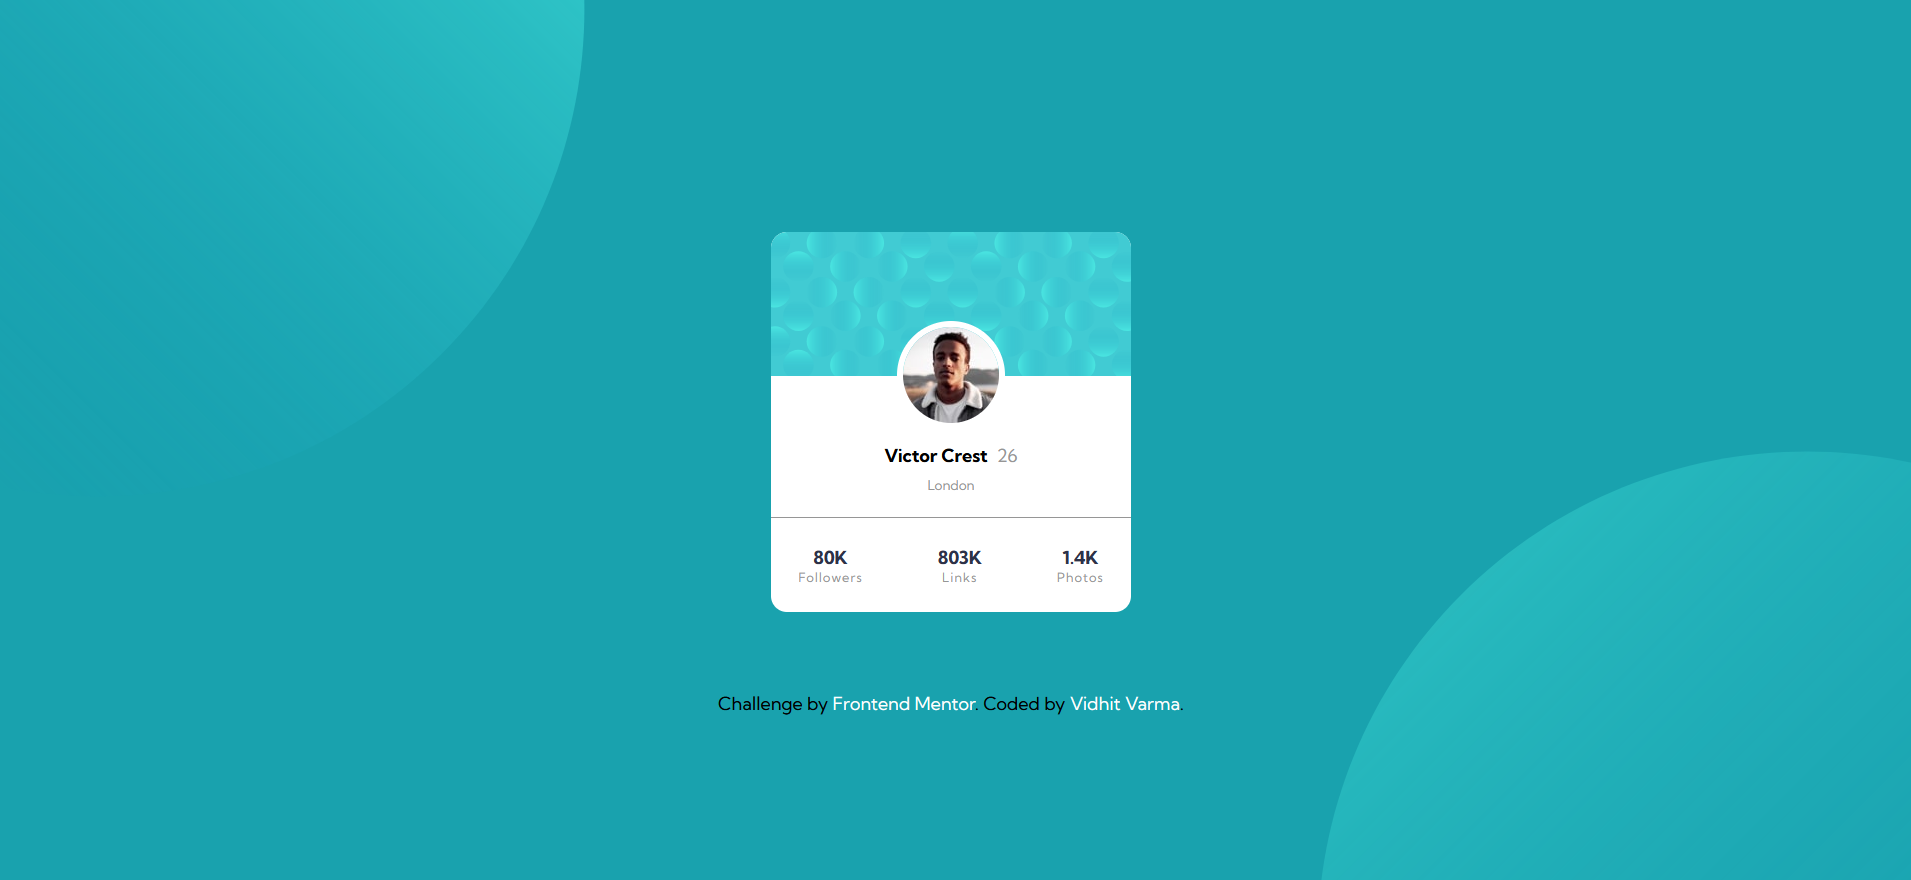 Victor Crest 26
London
80K 803K 1.4K
Followers Links Photos
Challenge by Frontend Mentor. Coded by Vidhit Varma.